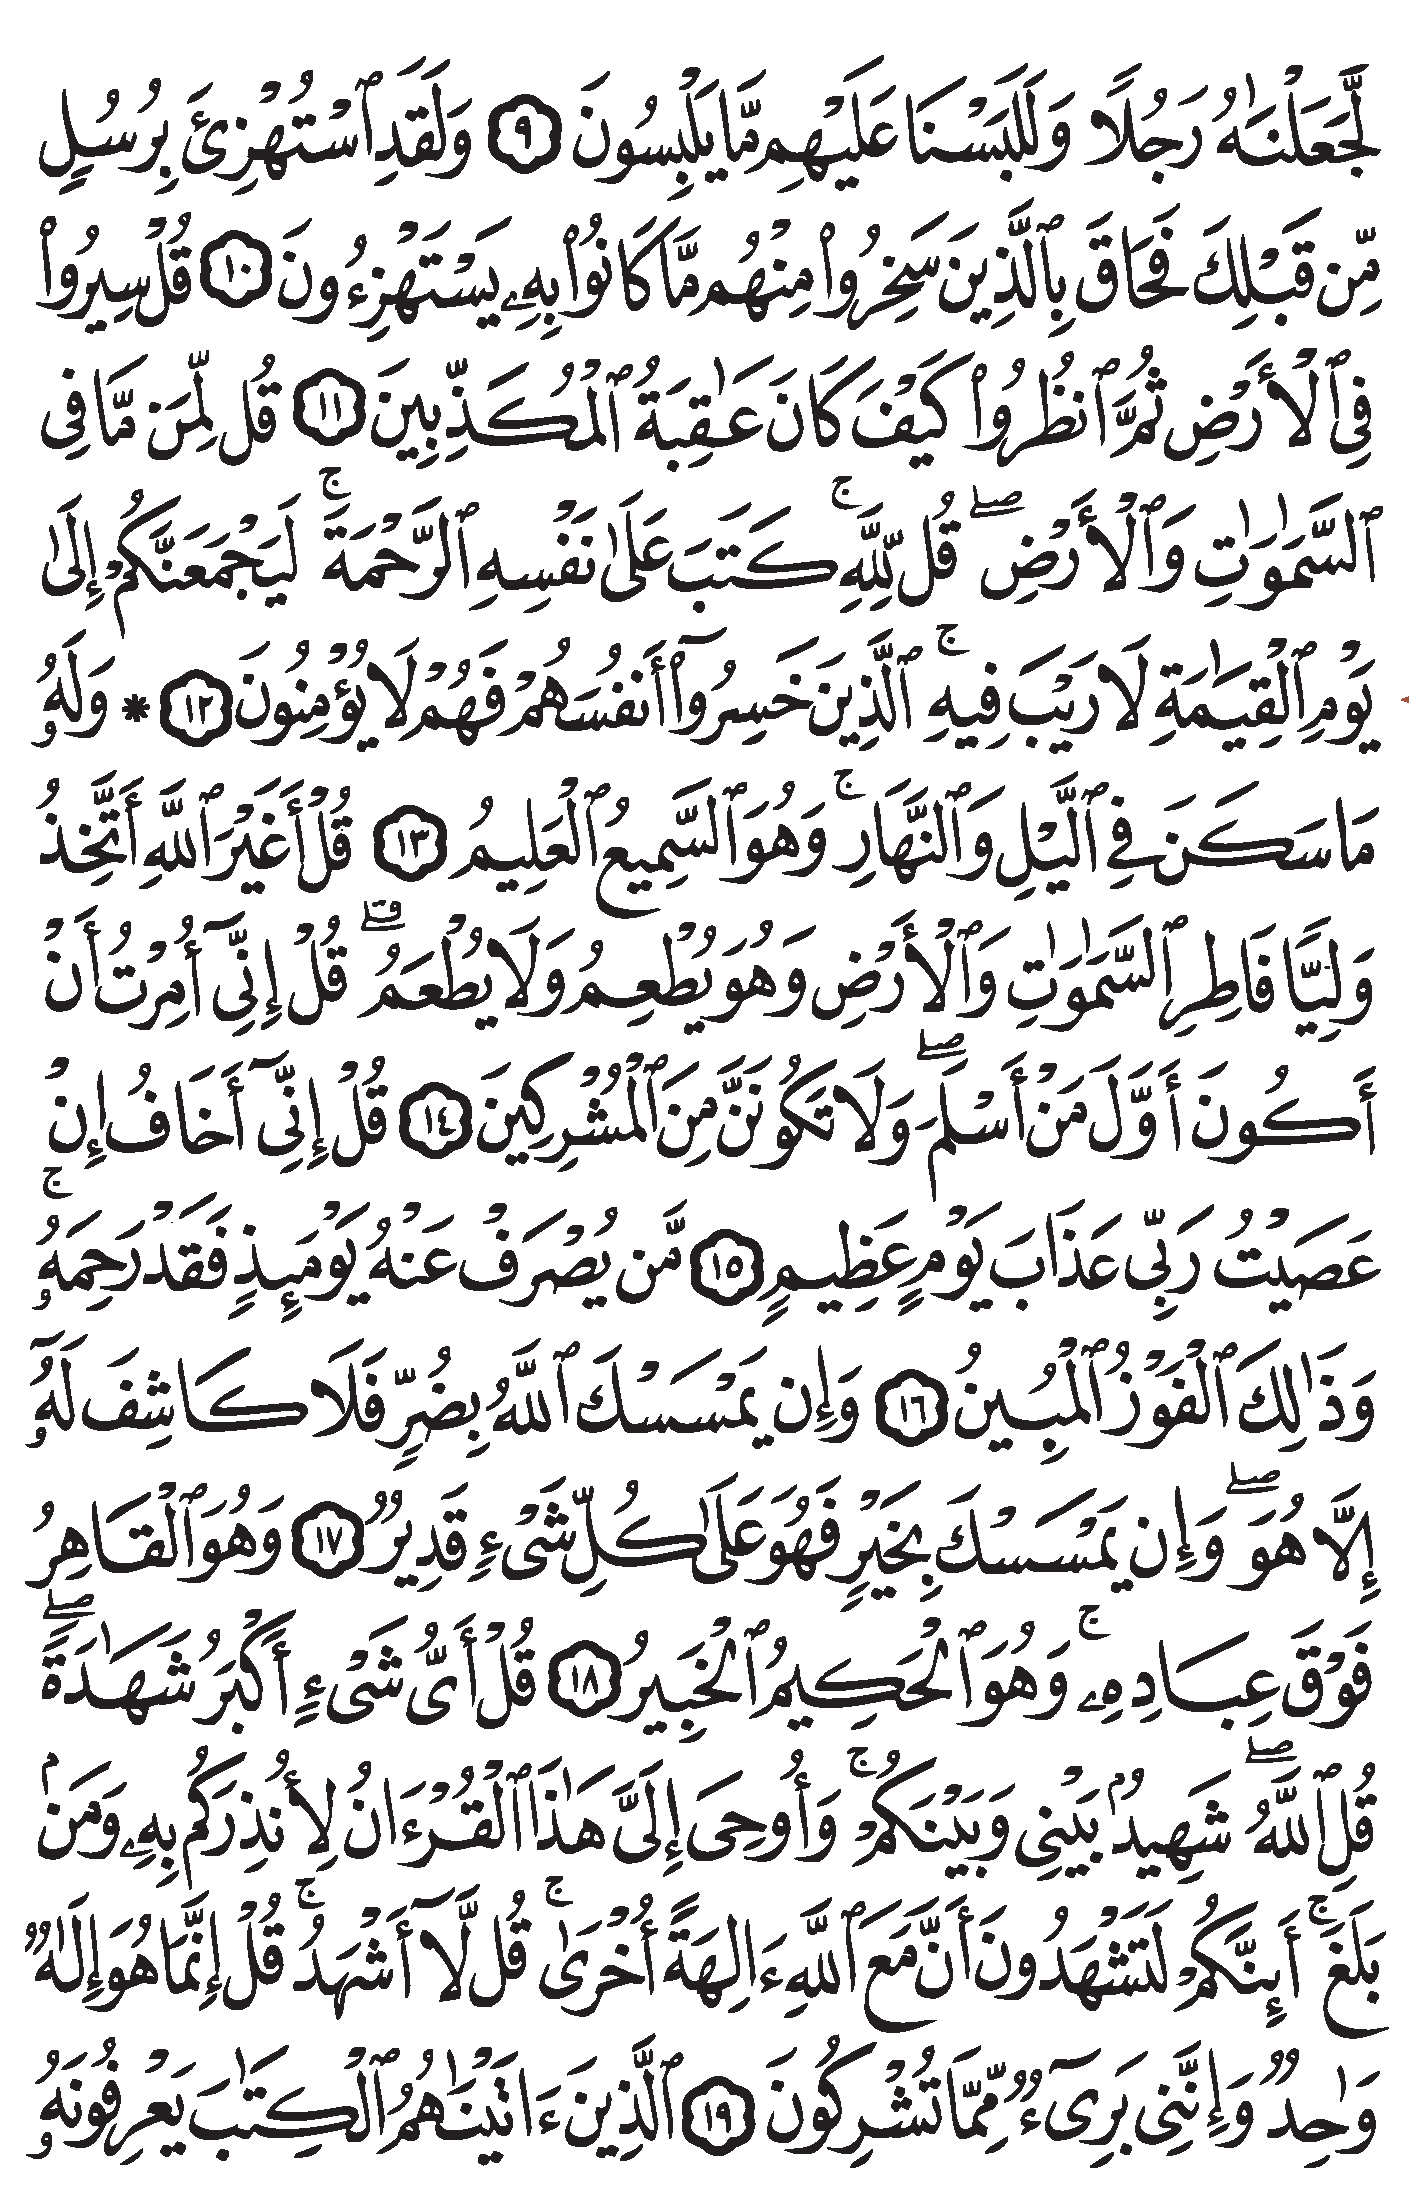 لَّجَعَلْنَٰهُ رَجُلًا وَلَلَبَسْنَا عَلَيْهِم مَّا يَلْبِسُونَ ٩ وَلَقَدِ ٱسْتُهْزِئَ بِرُسُلٍ
مِّن قَبْلِكَ فَحَاقَ بِٱلَّذِينَ سَخِرُوا۟ مِنْهُم مَّا كَانُوا۟ بِهِۦ يَسْتَهْزِءُونَ ١٠ قُلْ سِيرُوا۟
فِى ٱلْأَرْضِ ثُمَّ ٱنظُرُوا۟ كَيْفَ كَانَ عَٰقِبَةُ ٱلْمُكَذِّبِينَ ١١ قُل لِّمَن مَّا فِى
ٱلسَّمَٰوَٰتِ وَٱلْأَرْضِ ۖ قُل لِّلَّهِ ۚ كَتَبَ عَلَىٰ نَفْسِهِ ٱلرَّحْمَةَ ۚ لَيَجْمَعَنَّكُمْ إِلَىٰ
يَوْمِ ٱلْقِيَٰمَةِ لَا رَيْبَ فِيهِ ۚ ٱلَّذِينَ خَسِرُوٓا۟ أَنفُسَهُمْ فَهُمْ لَا يُؤْمِنُونَ ١٢ * وَلَهُۥ
مَا سَكَنَ فِى ٱلَّيْلِ وَٱلنَّهَارِ ۚ وَهُوَ ٱلسَّمِيعُ ٱلْعَلِيمُ ١٣ قُلْ أَغَيْرَ ٱللَّهِ أَتَّخِذُ
وَلِيًّا فَاطِرِ ٱلسَّمَٰوَٰتِ وَٱلْأَرْضِ وَهُوَ يُطْعِمُ وَلَا يُطْعَمُ ۗ قُلْ إِنِّىٓ أُمِرْتُ أَنْ
أَكُونَ أَوَّلَ مَنْ أَسْلَمَ ۖ وَلَا تَكُونَنَّ مِنَ ٱلْمُشْرِكِينَ ١٤ قُلْ إِنِّىٓ أَخَافُ إِنْ
عَصَيْتُ رَبِّى عَذَابَ يَوْمٍ عَظِيمٍ ١٥ مَّن يُصْرَفْ عَنْهُ يَوْمَئِذٍ فَقَدْ رَحِمَهُۥ ۚ
وَذَٰلِكَ ٱلْفَوْزُ ٱلْمُبِينُ ١٦ وَإِن يَمْسَسْكَ ٱللَّهُ بِضُرٍّ فَلَا كَاشِفَ لَهُۥٓ
إِلَّا هُوَ ۖ وَإِن يَمْسَسْكَ بِخَيْرٍ فَهُوَ عَلَىٰ كُلِّ شَىْءٍ قَدِيرٌ ١٧ وَهُوَ ٱلْقَاهِرُ
فَوْقَ عِبَادِهِۦ ۚ وَهُوَ ٱلْحَكِيمُ ٱلْخَبِيرُ ١٨ قُلْ أَىُّ شَىْءٍ أَكْبَرُ شَهَٰدَةً ۖ
قُلِ ٱللَّهُ ۖ شَهِيدٌۢ بَيْنِى وَبَيْنَكُمْ ۚ وَأُوحِىَ إِلَىَّ هَٰذَا ٱلْقُرْءَانُ لِأُنذِرَكُم بِهِۦ وَمَنۢ
بَلَغَ ۚ أَئِنَّكُمْ لَتَشْهَدُونَ أَنَّ مَعَ ٱللَّهِ ءَالِهَةً أُخْرَىٰ ۚ قُل لَّآ أَشْهَدُ ۚ قُلْ إِنَّمَا هُوَ إِلَٰهٌ
وَٰحِدٌ وَإِنَّنِى بَرِىٓءٌ مِّمَّا تُشْرِكُونَ ١٩ ٱلَّذِينَ ءَاتَيْنَٰهُمُ ٱلْكِتَٰبَ يَعْرِفُونَهُۥ